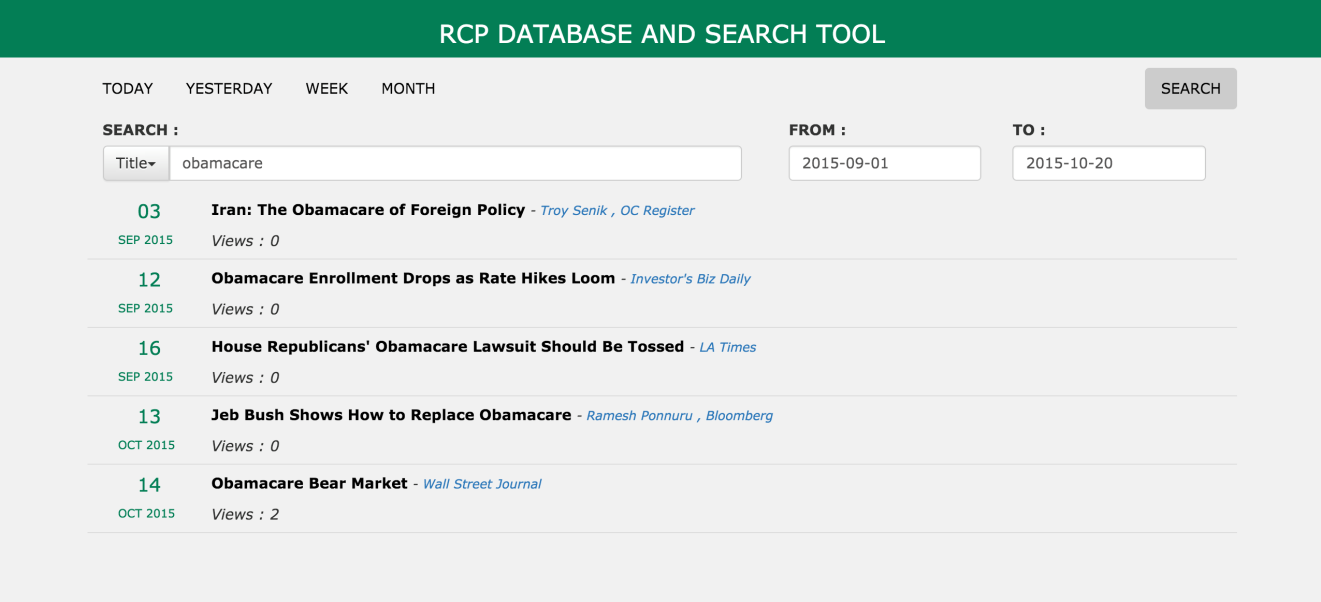 RCP DATABASE AND SEARCH TOOL
TODAY YESTERDAY WEEK MONTH SEARCH
SEARCH : FROM : TO :
Title obamacare 2015-09-01 2015-10-20
03 Iran: The Obamacare of Foreign Policy - Troy Senik , OC Register
SEP 2015 Views : 0
12 Obamacare Enrollment Drops as Rate Hikes Loom - Investor's Biz Daily
SEP 2015 Views : 0
16 House Republicans' Obamacare Lawsuit Should Be Tossed - LA Times
SEP 2015 Views : 0
13 Jeb Bush Shows How to Replace Obamacare - Ramesh Ponnuru , Bloomberg
OCT 2015 Views : 0
14 Obamacare Bear Market - Wall Street Journal
OCT 2015 Views : 2